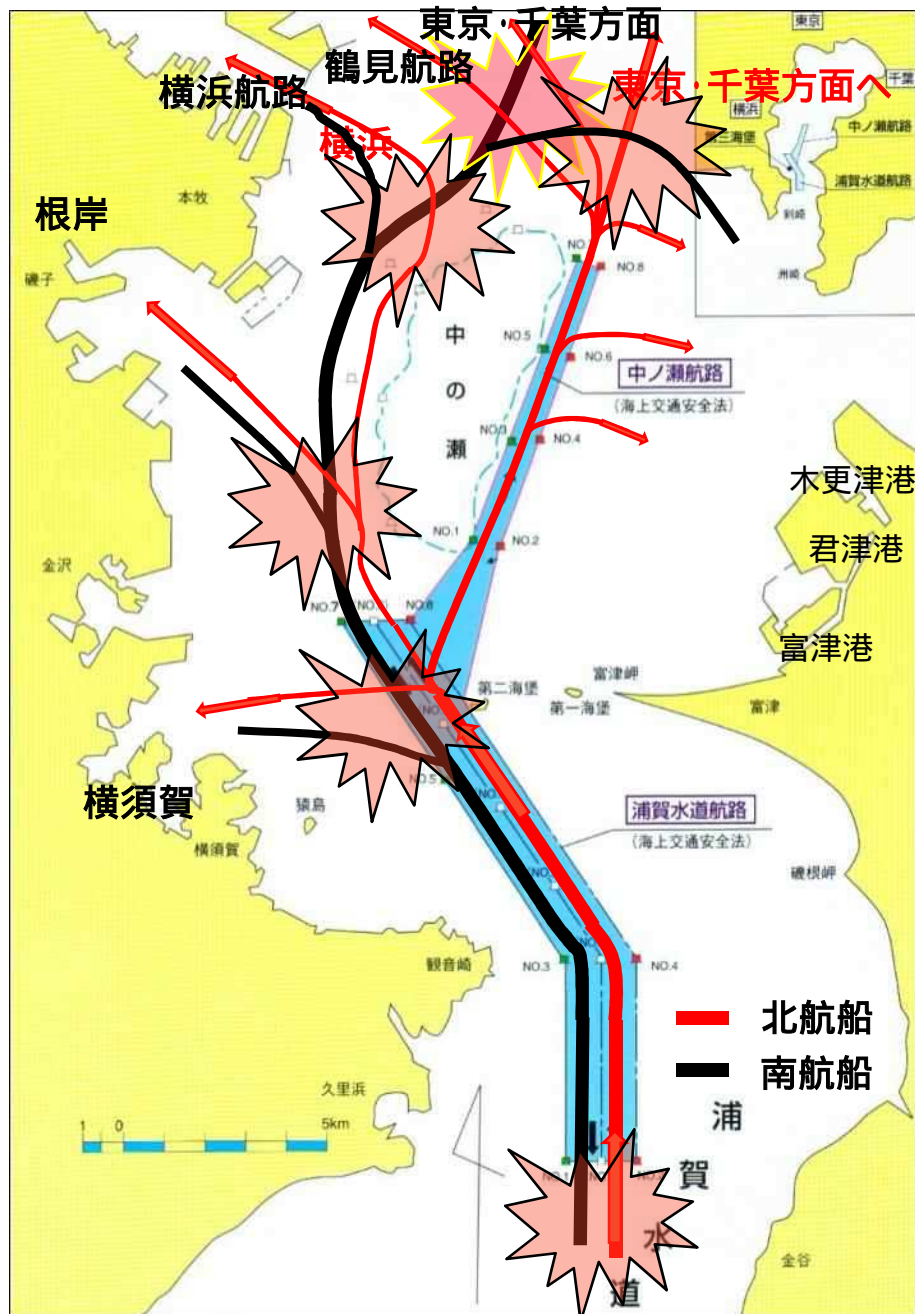 東京・千葉方面
鶴見航路
横浜航路
東京・千葉方面へ
横浜
東京
千葉
横浜
第三海堡
中ノ瀬航路
浦賀水道航路
剣崎
洲崎
根岸
本牧
磯子
NO.8
NO.5
NO.6
中の瀬
中ノ瀬航路
(海上交通安全法)
NO.3
NO.4
木更津港
NO.1
NO.2
君津港
金沢
NO.7
NO.8
富津港
第二海堡
富津岬
第一海堡
富津
NO.5
横須賀
猿島
浦賀水道航路
(海上交通安全法)
横須賀
磯根岬
観音崎
NO.3
NO.4
北航船
南航船
久里浜
1 0 5km
浦賀水道
金谷